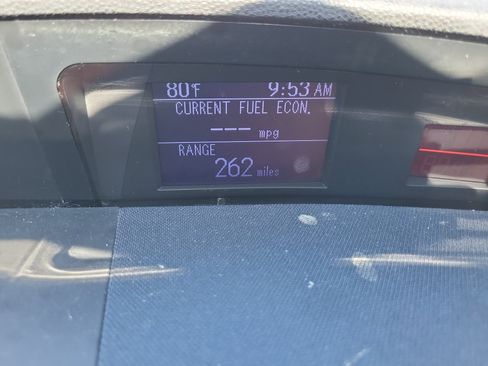 80°F 9:53 AM
CURRENT FUEL ECON.
--- mpg
RANGE
262 miles